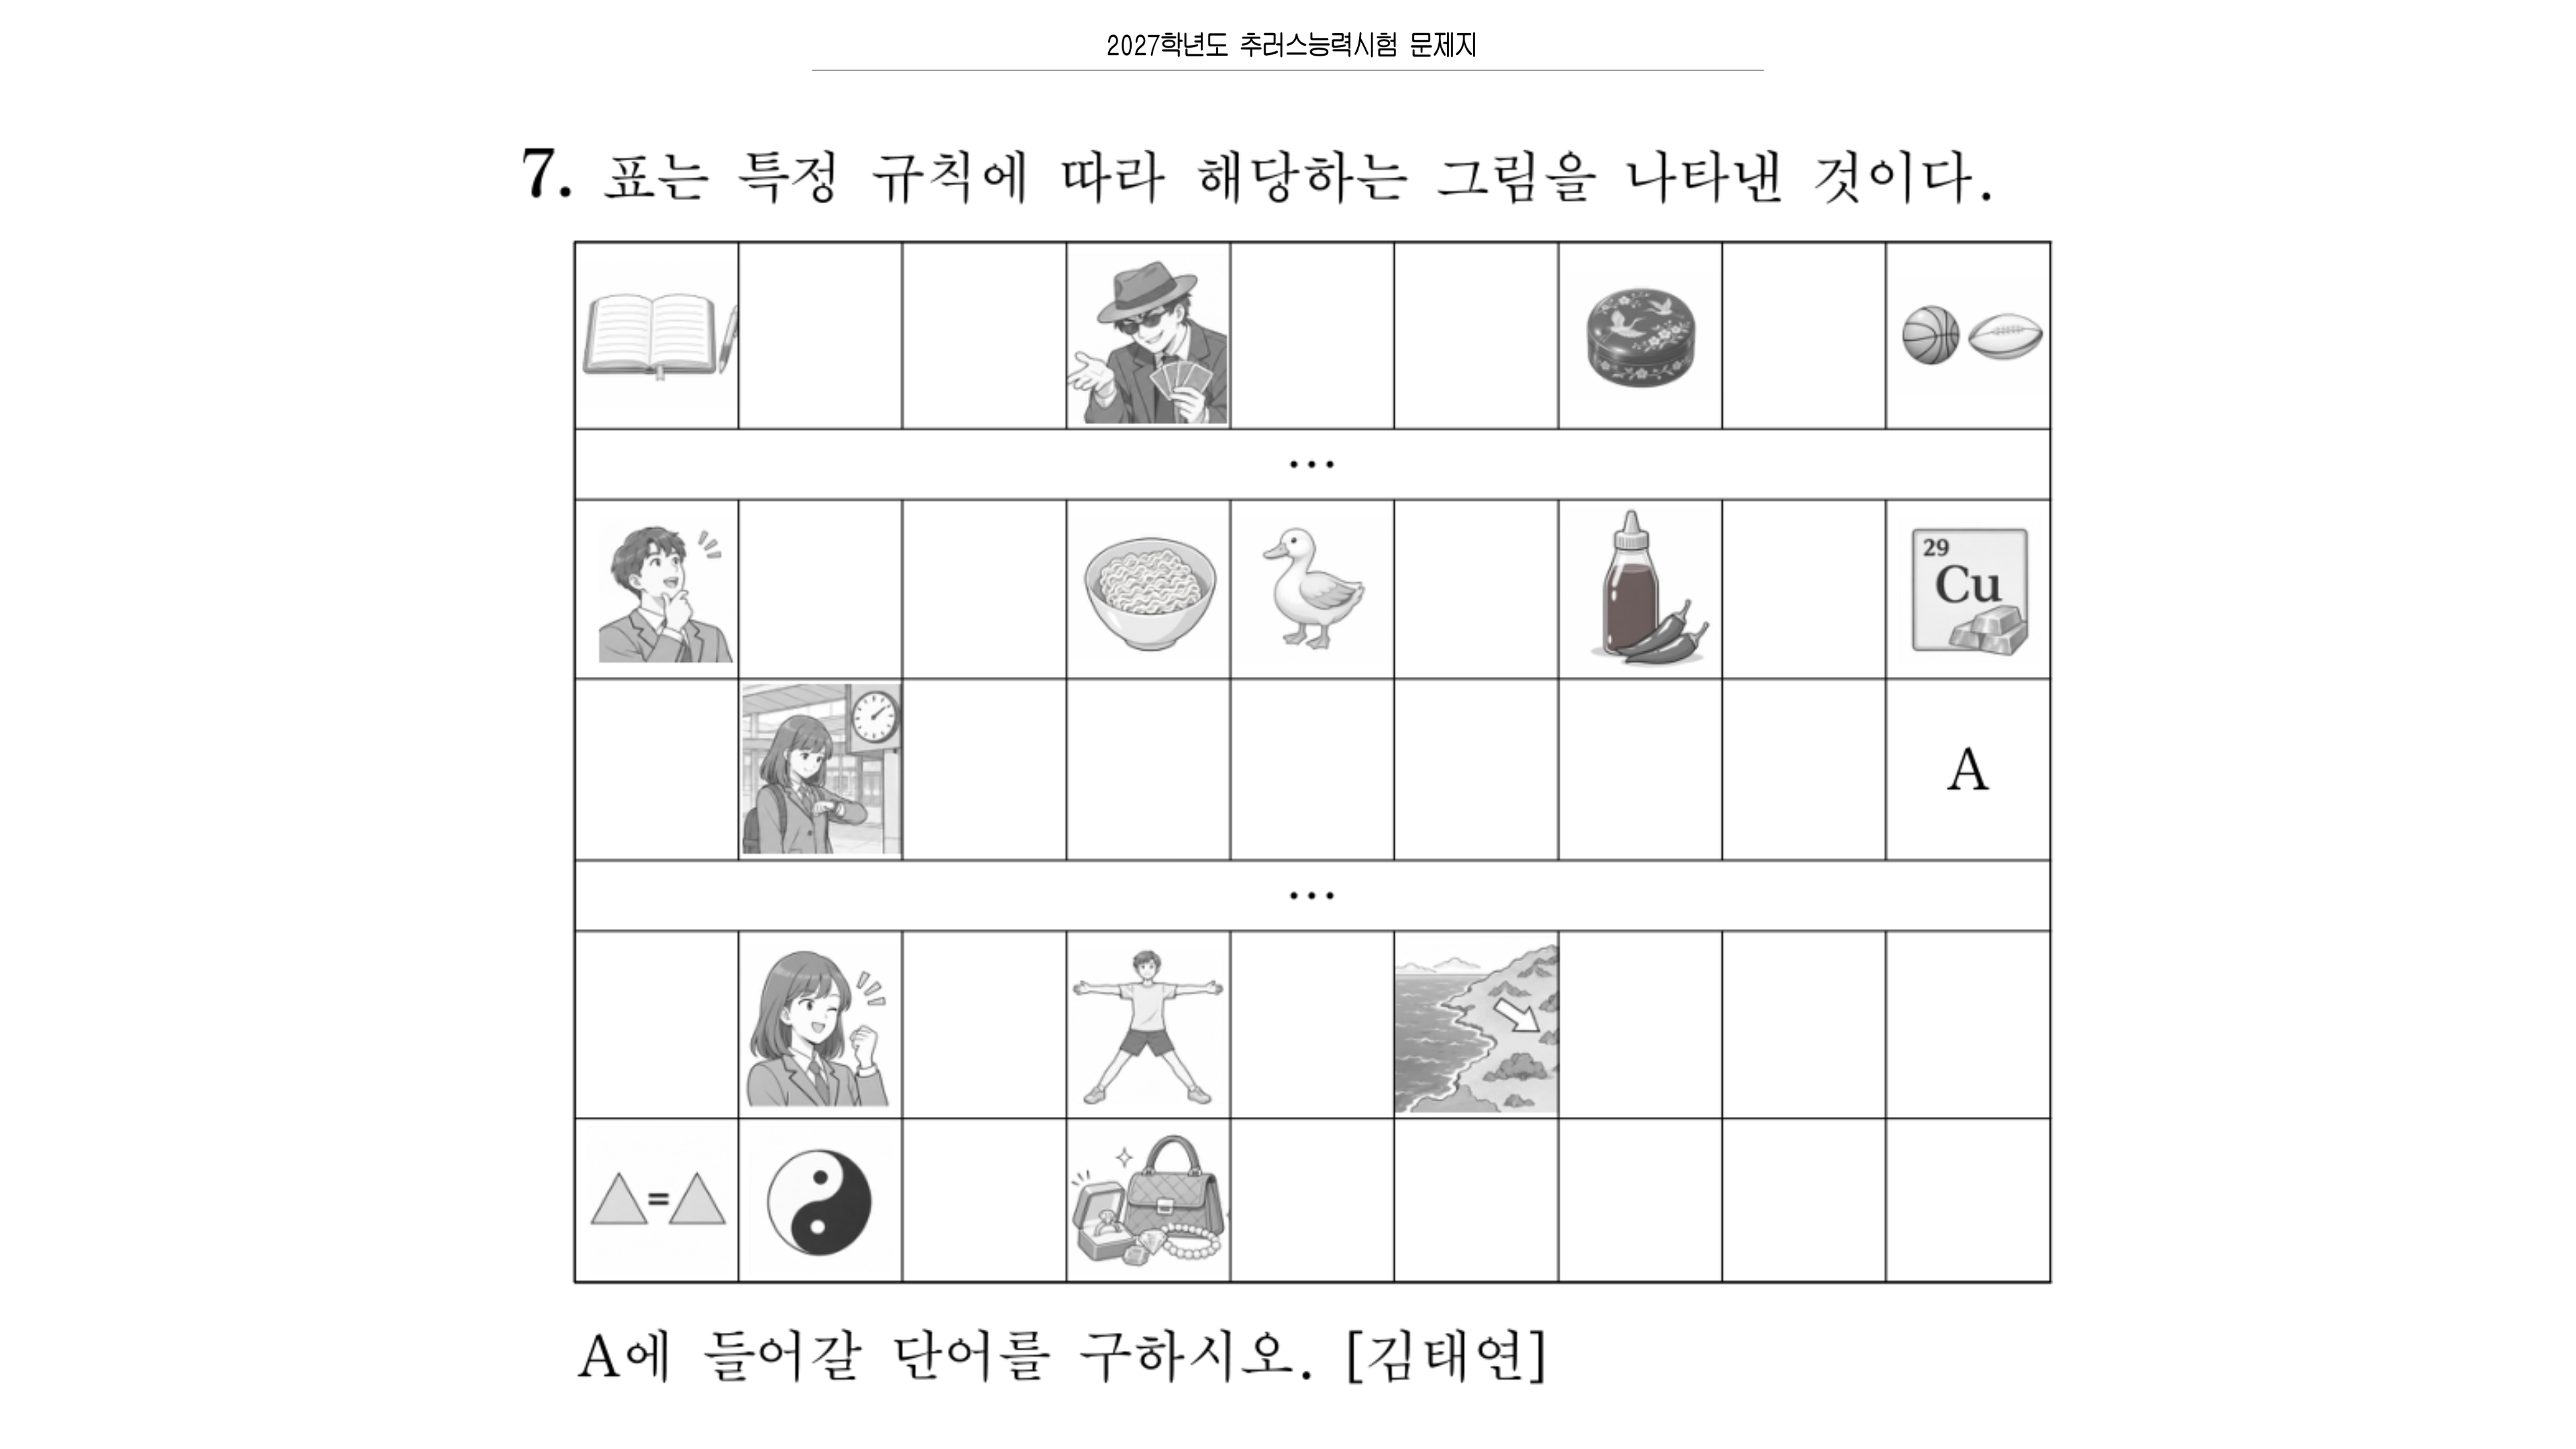 2027학년도 추러스능력시험 문제지
7. 표는 특정 규칙에 따라 해당하는 그림을 나타낸 것이다.
...
29
Cu
A
...
=
A에 들어갈 단어를 구하시오. [김태연]